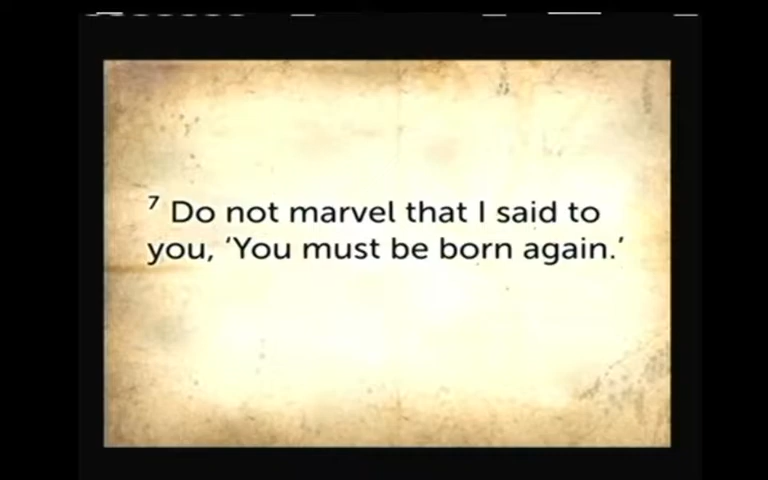 ⁷ Do not marvel that I said to
you, ‘You must be born again.’